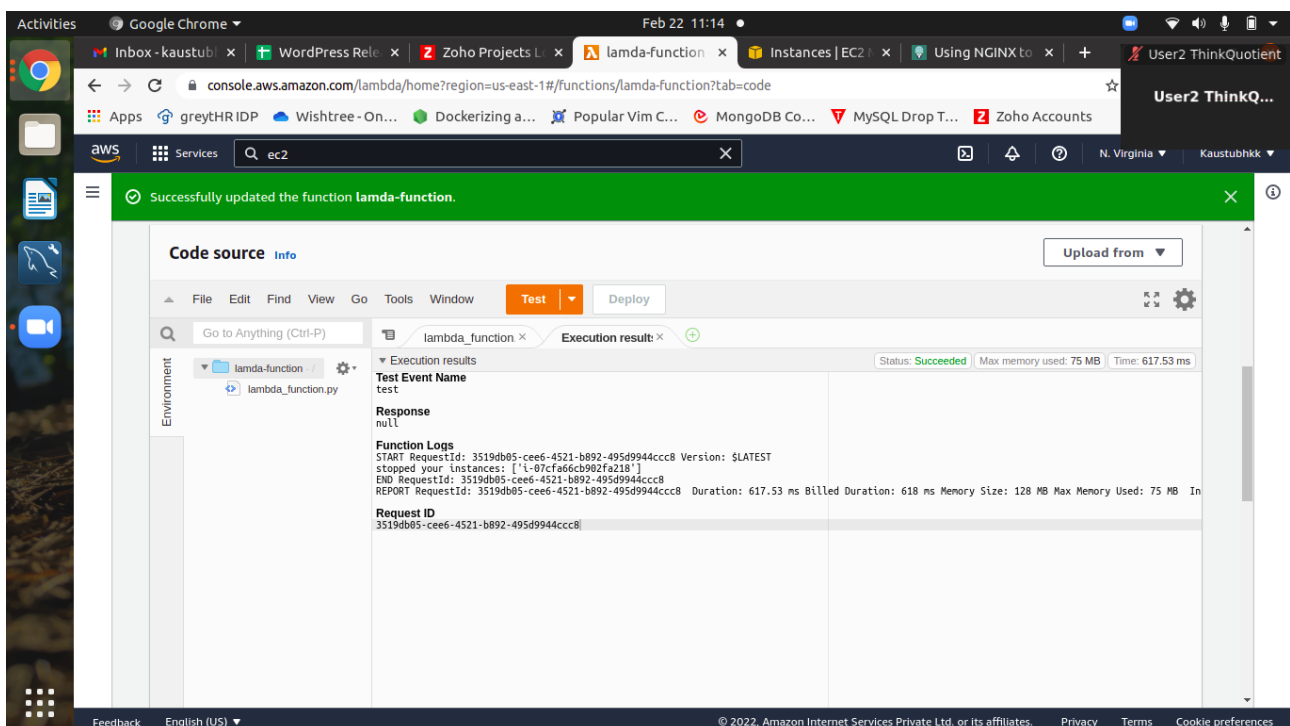 Activities Google Chrome Feb 22 11:14
Inbox - kaustub WordPress Rele Zoho Projects Lo lamda-function Instances | EC2 Using NGINX to User2 ThinkQuotient
console.aws.amazon.com/lambda/home?region=us-east-1#/functions/lamda-function?tab=code
User2 ThinkQ...
Apps greytHR IDP Wishtree - On... Dockerizing a... Popular Vim C... MongoDB Co... MySQL Drop T... Zoho Accounts
aws Services ec2 N. Virginia Kaustubhkk
Successfully updated the function lamda-function.
Code source Info Upload from
File Edit Find View Go Tools Window Test Deploy
Go to Anything (Ctrl-P) lambda_function Execution result
Execution results Status: Succeeded Max memory used: 75 MB Time: 617.53 ms
Environment
lamda-function - /
lambda_function.py
Test Event Name
test
Response
null
Function Logs
START RequestId: 3519db05-cee6-4521-b892-495d9944ccc8 Version: $LATEST
stopped your instances: ['i-07cfa66cb902fa218']
END RequestId: 3519db05-cee6-4521-b892-495d9944ccc8
REPORT RequestId: 3519db05-cee6-4521-b892-495d9944ccc8 Duration: 617.53 ms Billed Duration: 618 ms Memory Size: 128 MB Max Memory Used: 75 MB In
Request ID
3519db05-cee6-4521-b892-495d9944ccc8
Feedback English (US) © 2022, Amazon Internet Services Private Ltd. or its affiliates. Privacy Terms Cookie preferences